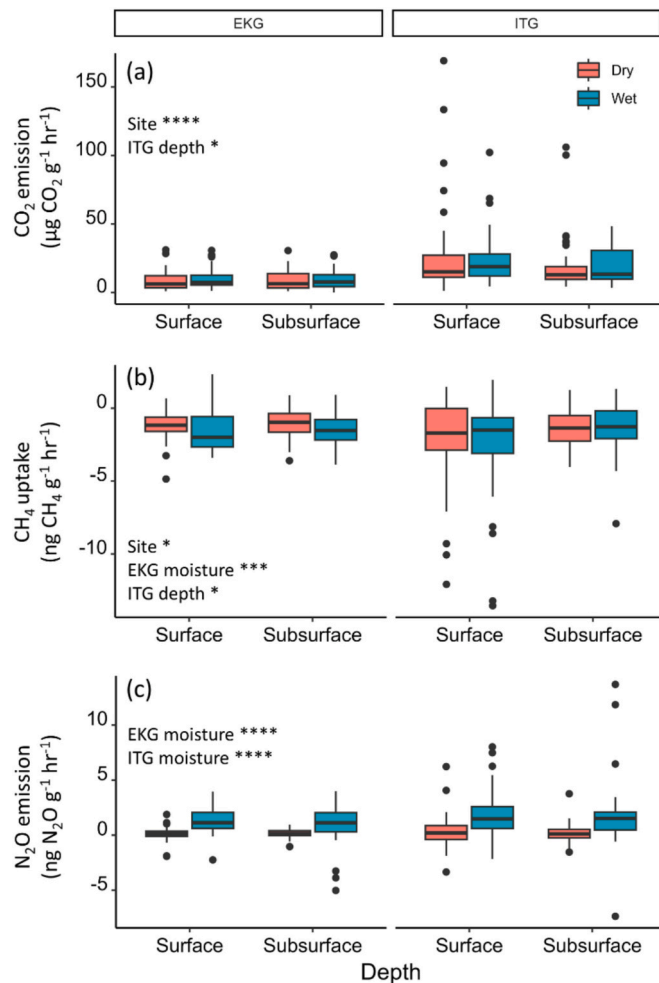 EKG
ITG
(a)
Dry
Wet
Site ****
ITG depth *
CO₂ emission
(µg CO₂ g⁻¹ hr⁻¹)
150
100
50
0
Surface
Subsurface
Surface
Subsurface
(b)
CH₄ uptake
(ng CH₄ g⁻¹ hr⁻¹)
0
-5
-10
Site *
EKG moisture ***
ITG depth *
Surface
Subsurface
Surface
Subsurface
(c)
EKG moisture ****
ITG moisture ****
N₂O emission
(ng N₂O g⁻¹ hr⁻¹)
10
5
0
-5
Surface
Subsurface
Surface
Subsurface
Depth